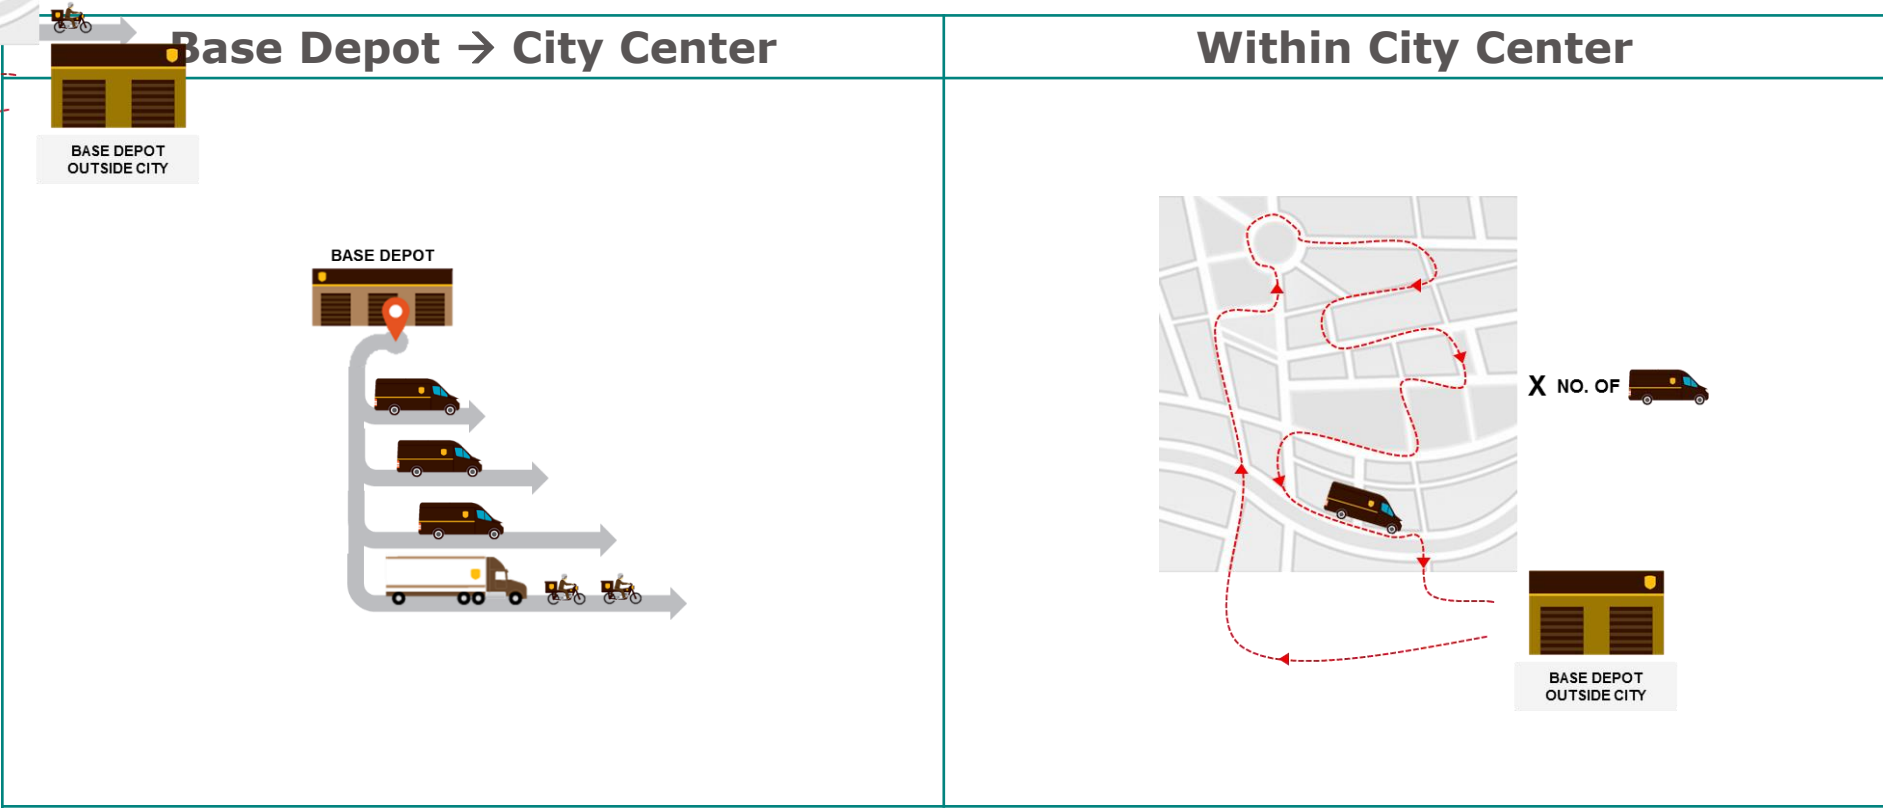 Base Depot → City Center
Within City Center
BASE DEPOT
OUTSIDE CITY
BASE DEPOT
X NO. OF
BASE DEPOT
OUTSIDE CITY